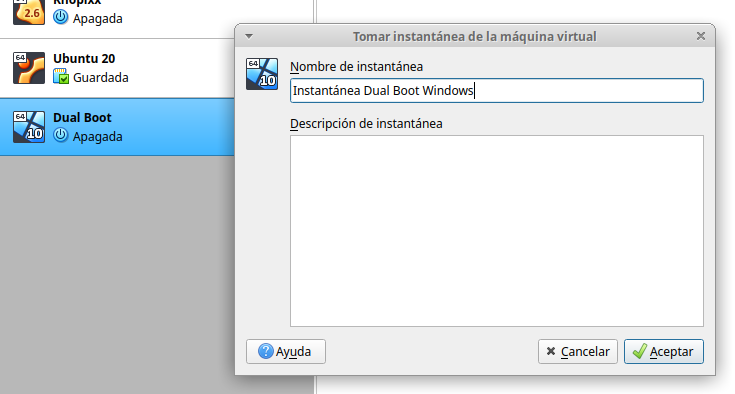 Knopixx
2.6
Apagada
64
Ubuntu 20
Guardada
64
10
Dual Boot
Apagada
Tomar instantánea de la máquina virtual
64
10
Nombre de instantánea
Instantánea Dual Boot Windows
Descripción de instantánea
Ayuda
Cancelar
Aceptar